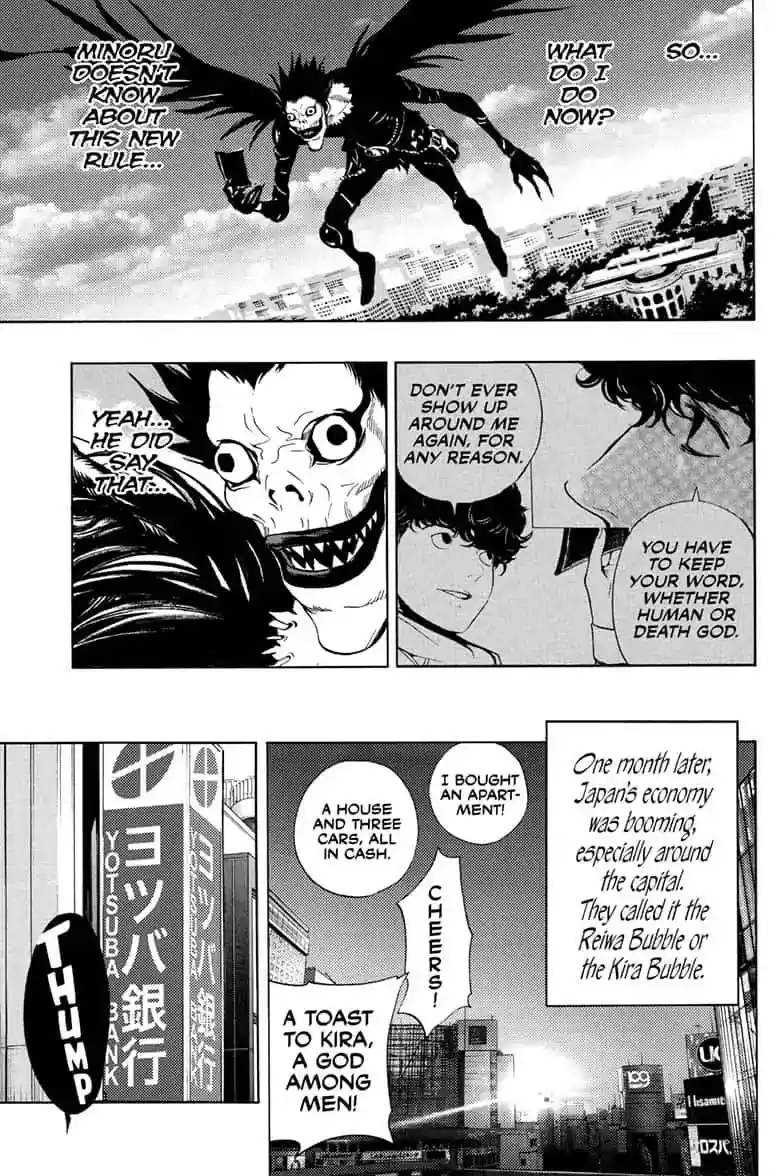 SO...
WHAT
DO I
DO
NOW?
MINORU
DOESN'T
KNOW
ABOUT
THIS NEW
RULE...
DON'T EVER
SHOW UP
AROUND ME
AGAIN, FOR
ANY REASON.
YOU HAVE
TO KEEP
YOUR WORD,
WHETHER
HUMAN OR
DEATH GOD.
YEAH...
HE DID
SAY
THAT...
One month later,
Japan's economy
was booming,
especially around
the capital.
They called it the
Reiwa Bubble or
the Kira Bubble.
I BOUGHT
AN APART-
MENT!
A HOUSE
AND THREE
CARS, ALL
IN CASH.
CHEERS!
A TOAST
TO KIRA,
A GOD
AMONG
MEN!
109
UK
ロスパ
ヨツバ銀行
YOTSUBA BANK
ヨツバ銀行
THUMP